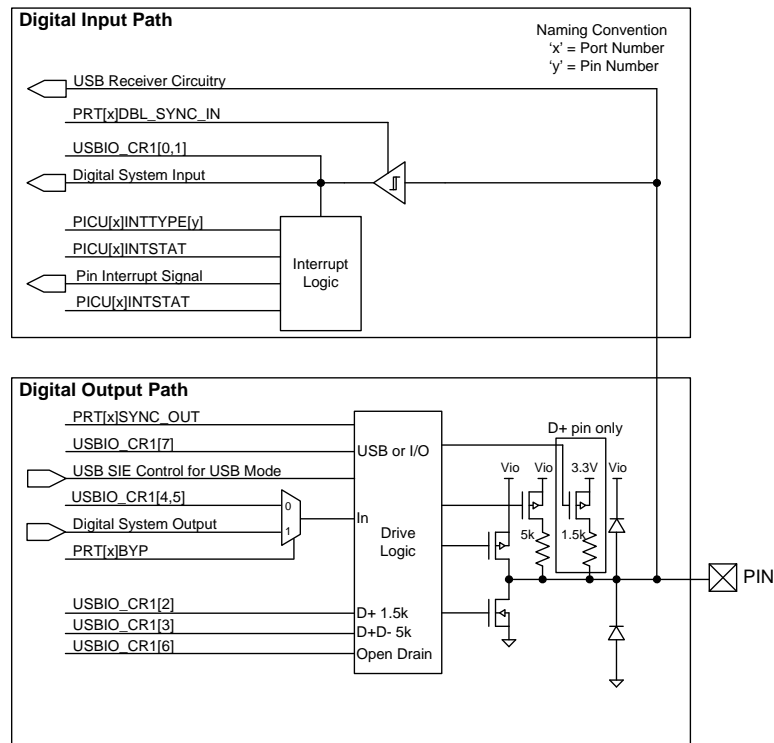 Digital Input Path
Naming Convention
'x' = Port Number
'y' = Pin Number
USB Receiver Circuitry
PRT[x]DBL_SYNC_IN
USBIO_CR1[0,1]
Digital System Input
PICU[x]INTTYPE[y]
PICU[x]INTSTAT
Pin Interrupt Signal
PICU[x]INTSTAT
Interrupt
Logic
Digital Output Path
PRT[x]SYNC_OUT
USBIO_CR1[7]
USB SIE Control for USB Mode
USBIO_CR1[4,5]
Digital System Output
PRT[x]BYP
0
1
USB or I/O
In
Drive
Logic
USBIO_CR1[2]
USBIO_CR1[3]
USBIO_CR1[6]
D+ 1.5k
D+D- 5k
Open Drain
D+ pin only
Vio
Vio
3.3V
Vio
5k
1.5k
PIN